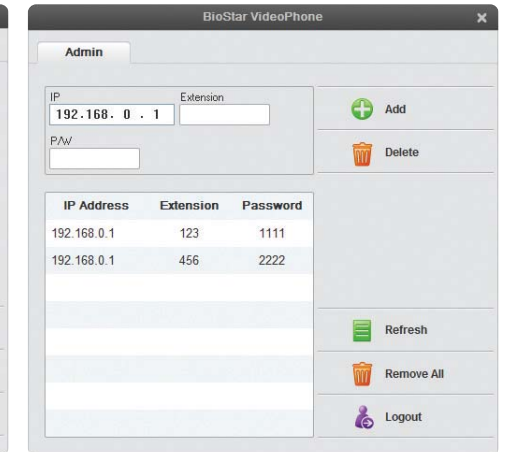 BioStar VideoPhone
Admin
IP Extension
192.168. 0 . 1
P/W
Add
Delete
IP Address Extension Password
192.168.0.1 123 1111
192.168.0.1 456 2222
Refresh
Remove All
Logout